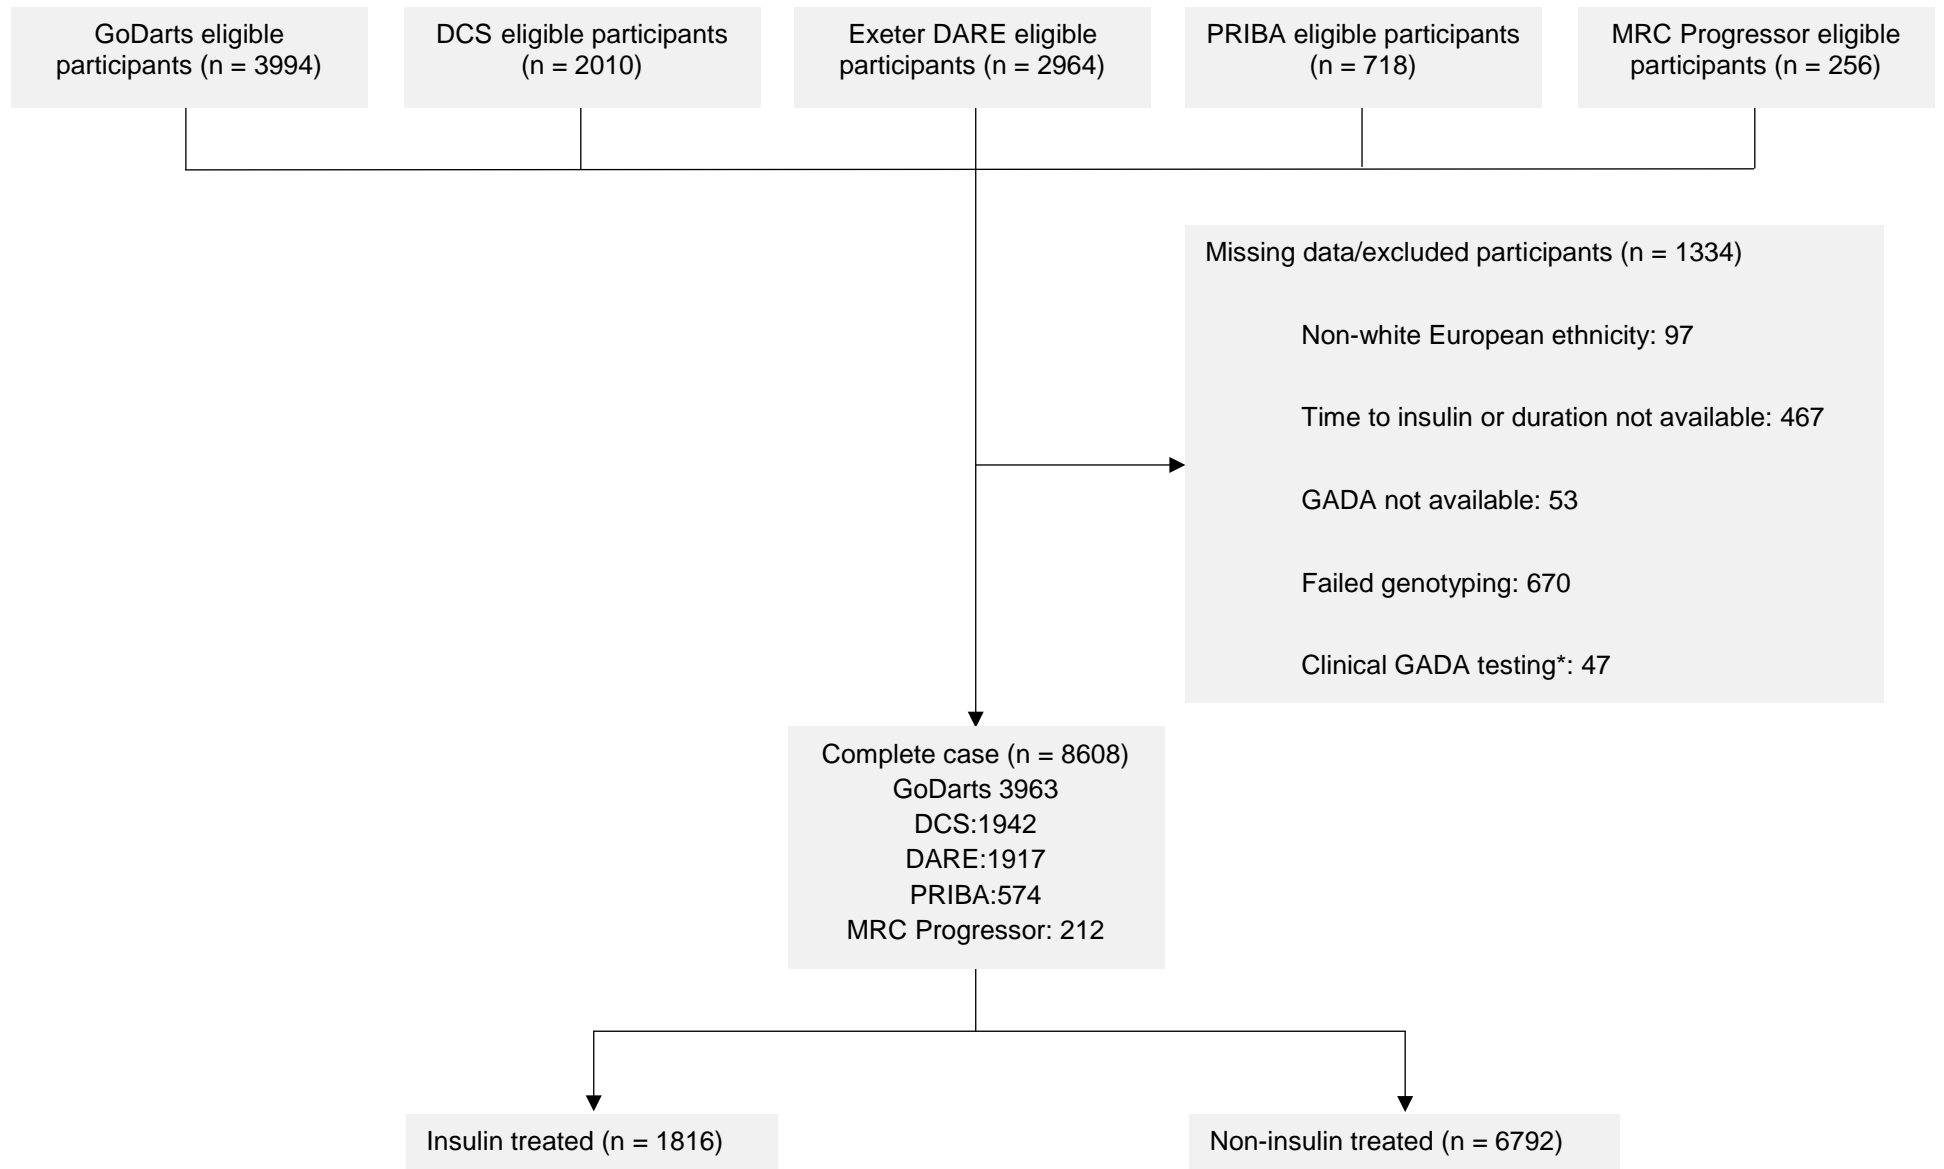 GoDarts eligible
participants (n = 3994)
DCS eligible participants
(n = 2010)
Exeter DARE eligible
participants (n = 2964)
PRIBA eligible participants
(n = 718)
MRC Progressor eligible
participants (n = 256)
Missing data/excluded participants (n = 1334)
Non-white European ethnicity: 97
Time to insulin or duration not available: 467
GADA not available: 53
Failed genotyping: 670
Clinical GADA testing*: 47
Complete case (n = 8608)
GoDarts 3963
DCS:1942
DARE:1917
PRIBA:574
MRC Progressor: 212
Insulin treated (n = 1816)
Non-insulin treated (n = 6792)